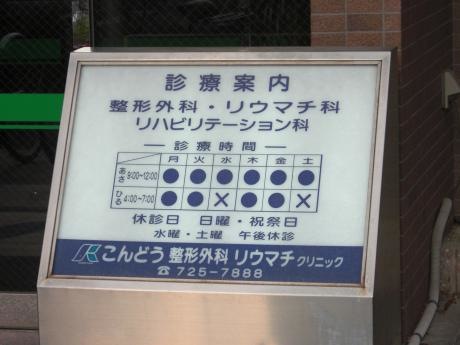 診療案内
整形外科・リウマチ科
リハビリテーション科
診療時間
月 火 水 木 金 土
あさ 9:00~12:00 ● ● ● ● ● ●
ひる 4:00~7:00 ● ● × ● ● ×
休診日 日曜・祝祭日
水曜・土曜 午後休診
こんどう 整形外科 リウマチ クリニック
☎ 725-7888